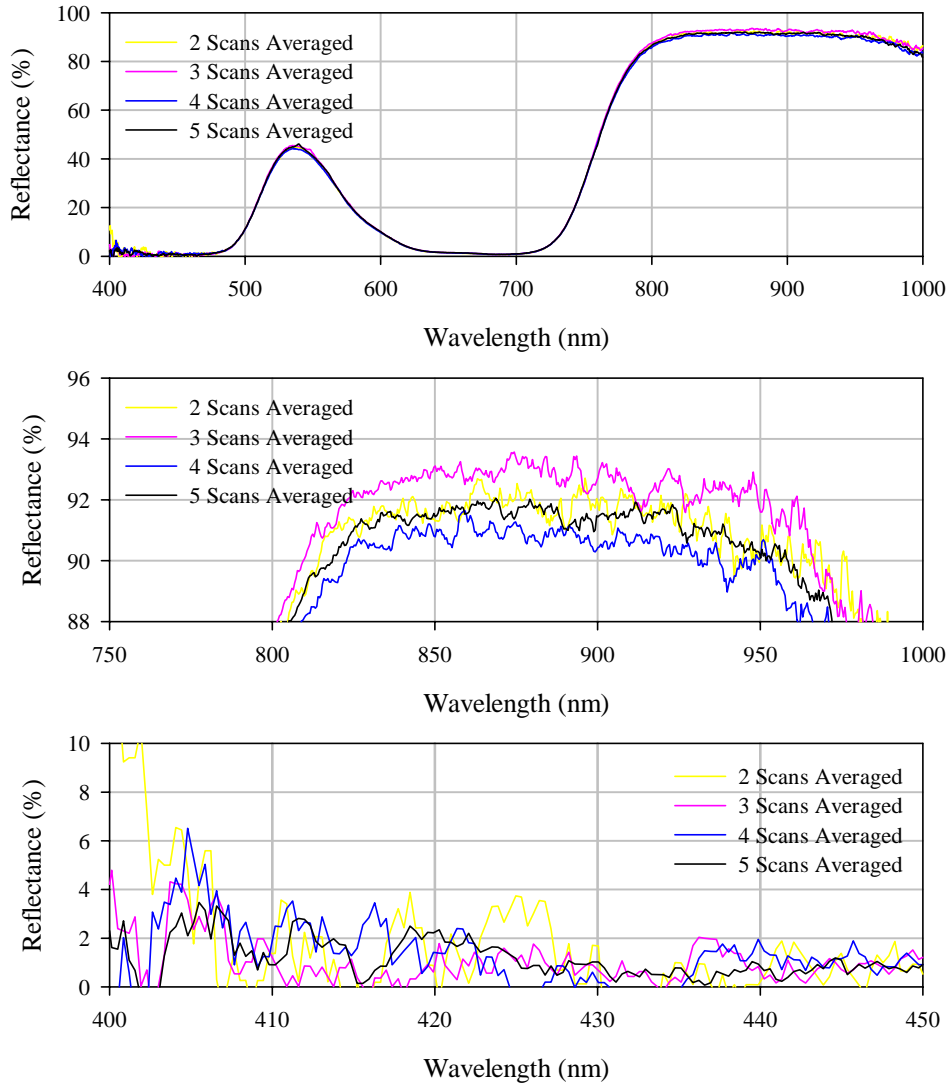 100
80
60
40
20
0
Reflectance (%)
2 Scans Averaged
3 Scans Averaged
4 Scans Averaged
5 Scans Averaged
400 500 600 700 800 900 1000
Wavelength (nm)
96
94
92
90
88
Reflectance (%)
2 Scans Averaged
3 Scans Averaged
4 Scans Averaged
5 Scans Averaged
750 800 850 900 950 1000
Wavelength (nm)
10
8
6
4
2
0
Reflectance (%)
2 Scans Averaged
3 Scans Averaged
4 Scans Averaged
5 Scans Averaged
400 410 420 430 440 450
Wavelength (nm)